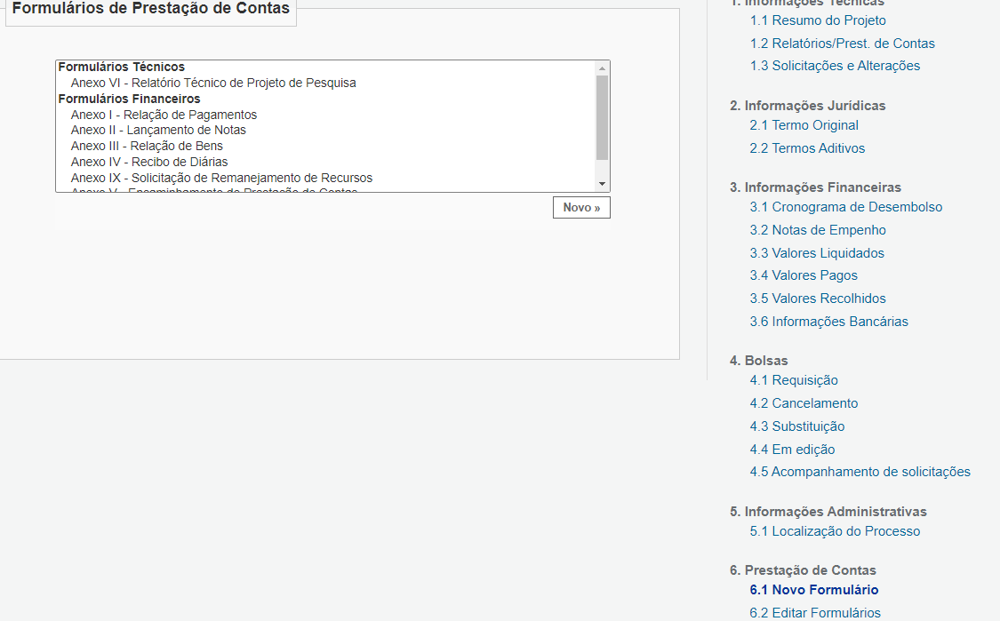 Formulários de Prestação de Contas
Formulários Técnicos
Anexo VI - Relatório Técnico de Projeto de Pesquisa
Formulários Financeiros
Anexo I - Relação de Pagamentos
Anexo II - Lançamento de Notas
Anexo III - Relação de Bens
Anexo IV - Recibo de Diárias
Anexo IX - Solicitação de Remanejamento de Recursos
Anexo V - Encaminhamento de Prestação de Contas
Novo »
1. Informações Técnicas
1.1 Resumo do Projeto
1.2 Relatórios/Prest. de Contas
1.3 Solicitações e Alterações
2. Informações Jurídicas
2.1 Termo Original
2.2 Termos Aditivos
3. Informações Financeiras
3.1 Cronograma de Desembolso
3.2 Notas de Empenho
3.3 Valores Liquidados
3.4 Valores Pagos
3.5 Valores Recolhidos
3.6 Informações Bancárias
4. Bolsas
4.1 Requisição
4.2 Cancelamento
4.3 Substituição
4.4 Em edição
4.5 Acompanhamento de solicitações
5. Informações Administrativas
5.1 Localização do Processo
6. Prestação de Contas
6.1 Novo Formulário
6.2 Editar Formulários